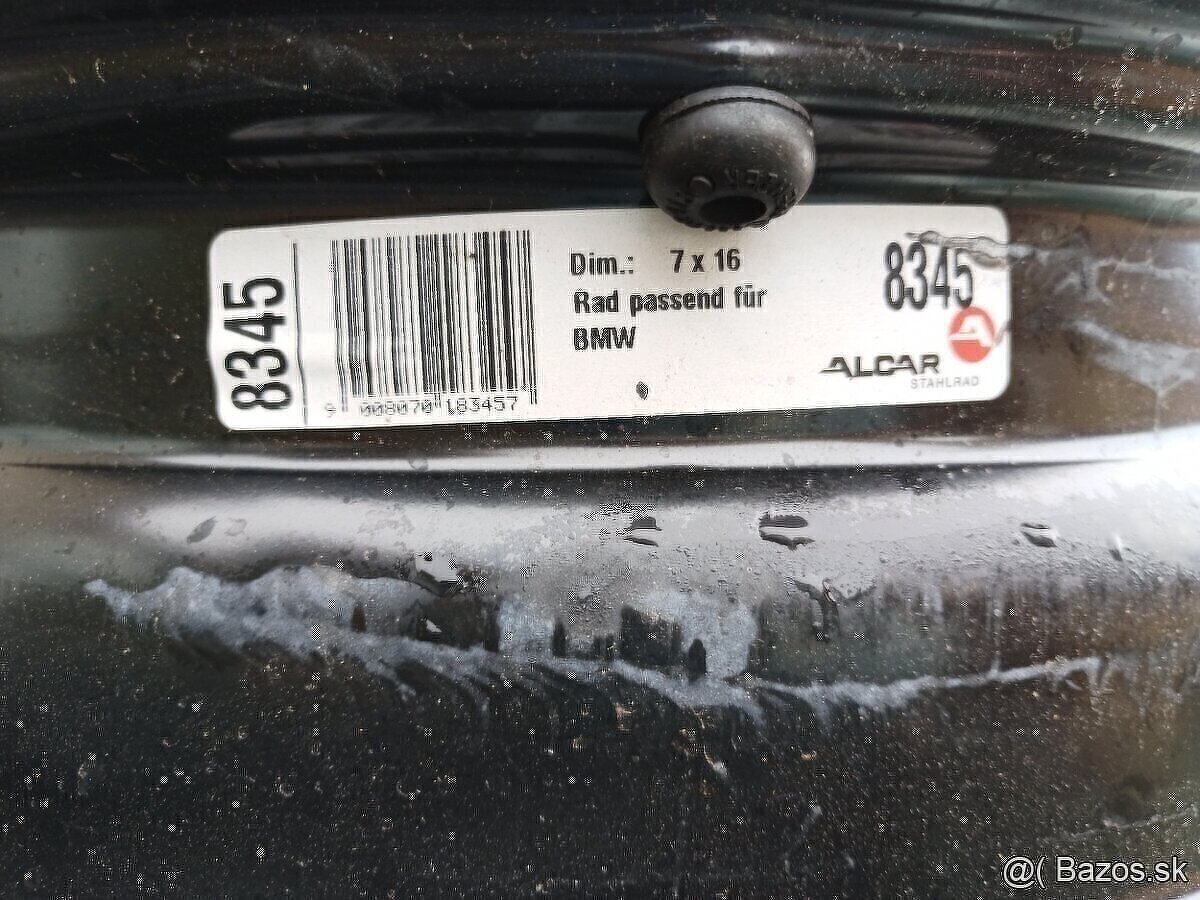 8345
9 008070 183457
Dim.: 7 x 16
Rad passend für
BMW
8345
ALCAR
STAHLRAD
@( Bazos.sk